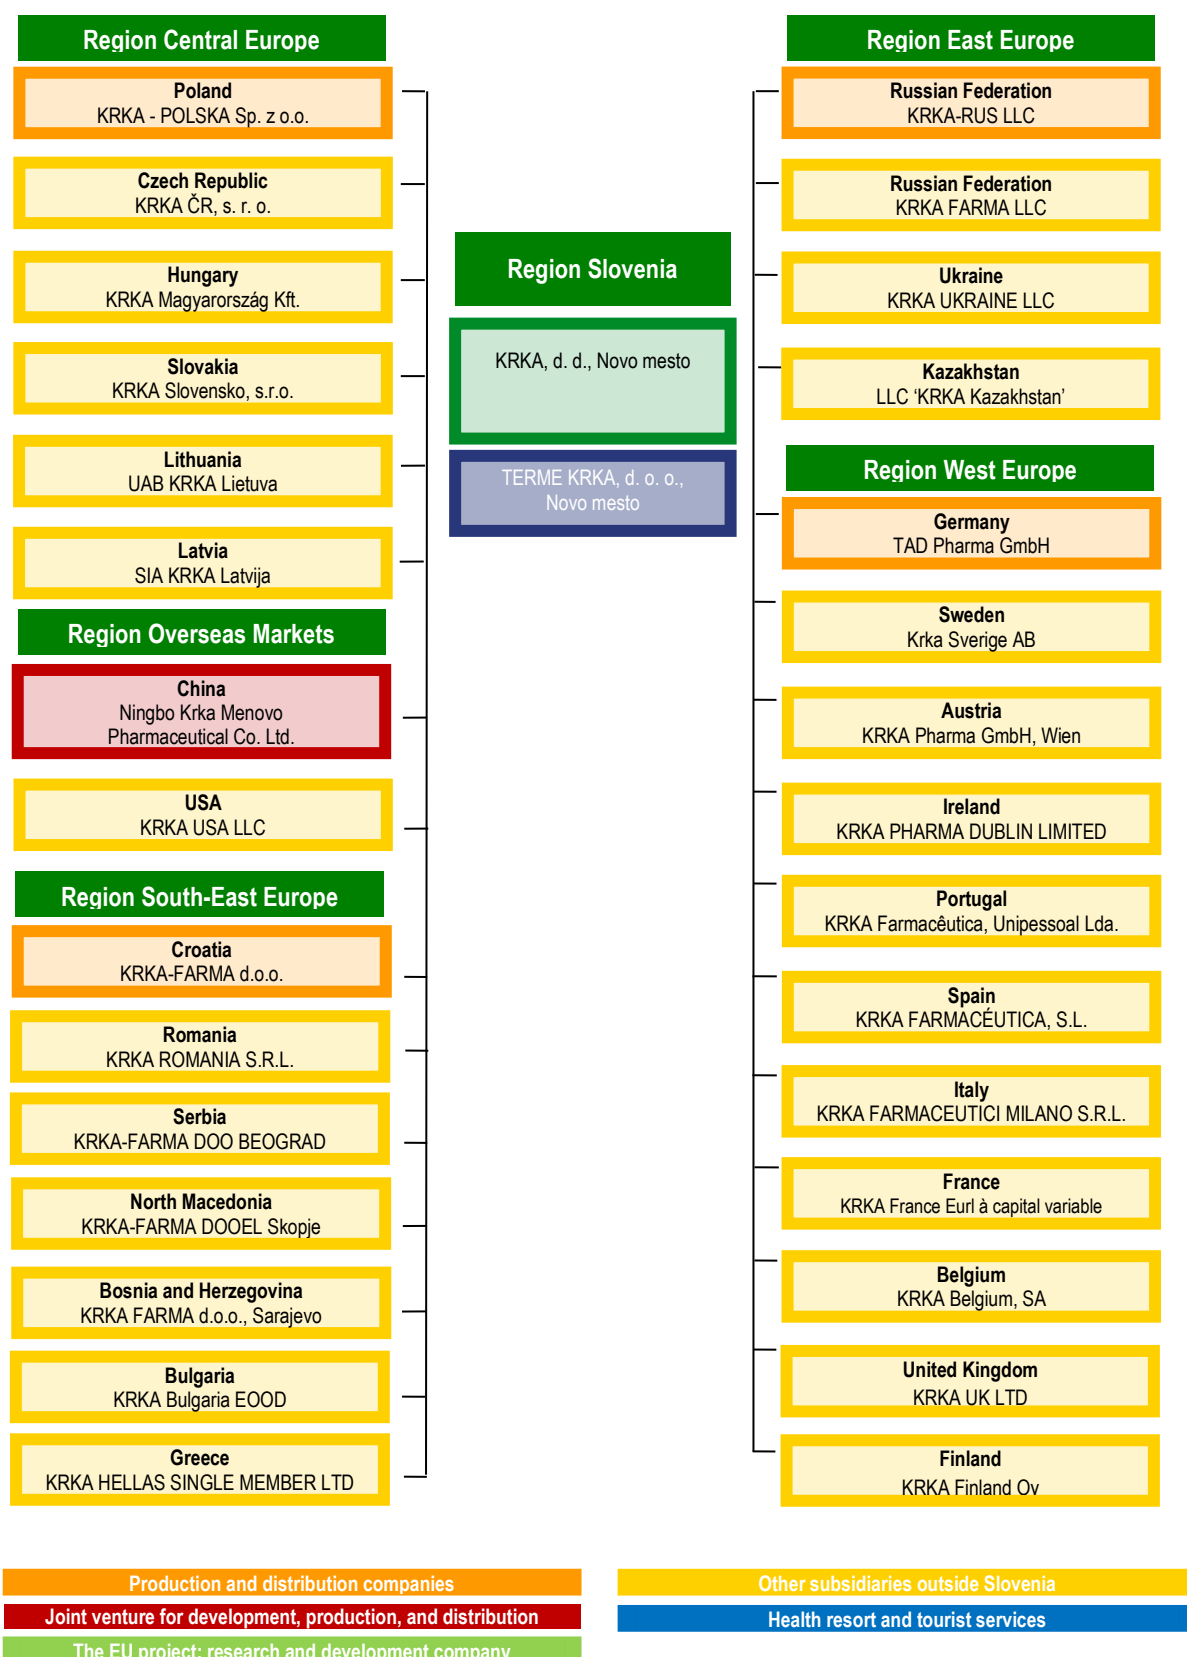 Region Central Europe
Poland
KRKA - POLSKA Sp. z o.o.
Czech Republic
KRKA ČR, s. r. o.
Hungary
KRKA Magyarország Kft.
Slovakia
KRKA Slovensko, s.r.o.
Lithuania
UAB KRKA Lietuva
Latvia
SIA KRKA Latvija
Region Overseas Markets
China
Ningbo Krka Menovo
Pharmaceutical Co. Ltd.
USA
KRKA USA LLC
Region South-East Europe
Croatia
KRKA-FARMA d.o.o.
Romania
KRKA ROMANIA S.R.L.
Serbia
KRKA-FARMA DOO BEOGRAD
North Macedonia
KRKA-FARMA DOOEL Skopje
Bosnia and Herzegovina
KRKA FARMA d.o.o., Sarajevo
Bulgaria
KRKA Bulgaria EOOD
Greece
KRKA HELLAS SINGLE MEMBER LTD
Region Slovenia
KRKA, d. d., Novo mesto
TERME KRKA, d. o. o.,
Novo mesto
Region East Europe
Russian Federation
KRKA-RUS LLC
Russian Federation
KRKA FARMA LLC
Ukraine
KRKA UKRAINE LLC
Kazakhstan
LLC ‘KRKA Kazakhstan’
Region West Europe
Germany
TAD Pharma GmbH
Sweden
Krka Sverige AB
Austria
KRKA Pharma GmbH, Wien
Ireland
KRKA PHARMA DUBLIN LIMITED
Portugal
KRKA Farmacêutica, Unipessoal Lda.
Spain
KRKA FARMACÉUTICA, S.L.
Italy
KRKA FARMACEUTICI MILANO S.R.L.
France
KRKA France Eurl à capital variable
Belgium
KRKA Belgium, SA
United Kingdom
KRKA UK LTD
Finland
KRKA Finland Oy
Production and distribution companies
Joint venture for development, production, and distribution
The EU project: research and development company
Other subsidiaries outside Slovenia
Health resort and tourist services